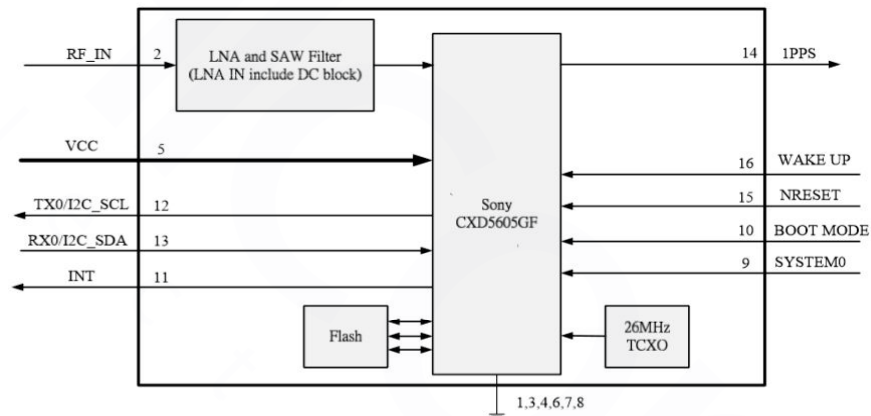 RF_IN
2
LNA and SAW Filter
(LNA IN include DC block)
14
1PPS
VCC
5
16
WAKE UP
TX0/I2C_SCL
12
Sony
CXD5605GF
15
NRESET
RX0/I2C_SDA
13
10
BOOT MODE
INT
11
9
SYSTEM0
Flash
26MHz
TCXO
1,3,4,6,7,8